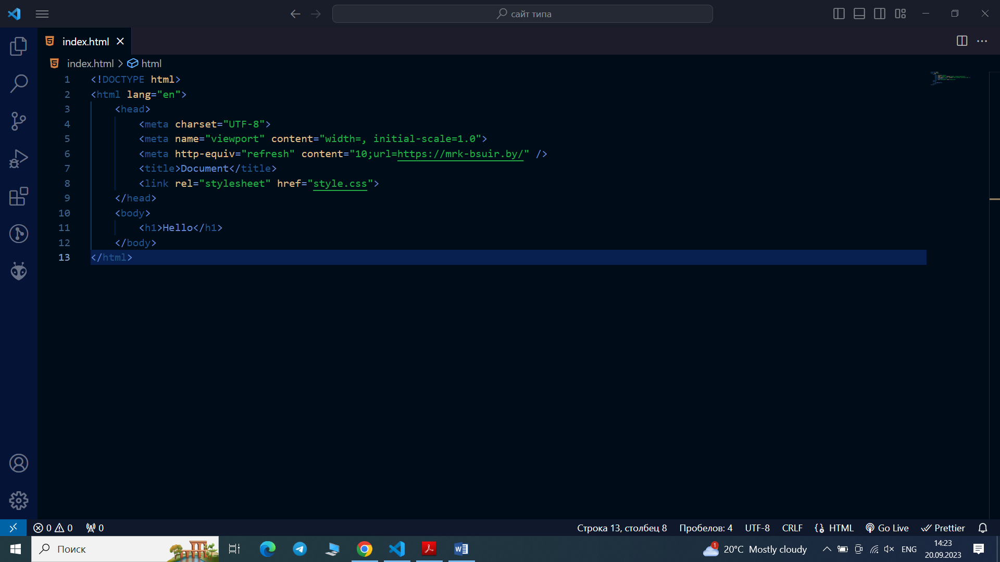 сайт типа
index.html
index.html > html
1 <!DOCTYPE html>
2 <html lang="en">
3 <head>
4 <meta charset="UTF-8">
5 <meta name="viewport" content="width=, initial-scale=1.0">
6 <meta http-equiv="refresh" content="10;url=https://mrk-bsuir.by/" />
7 <title>Document</title>
8 <link rel="stylesheet" href="style.css">
9 </head>
10 <body>
11 <h1>Hello</h1>
12 </body>
13 </html>
0 0 0 Строка 13, столбец 8 Пробелов: 4 UTF-8 CRLF HTML Go Live Prettier
Поиск 1 20°C Mostly cloudy ENG 14:23
20.09.2023